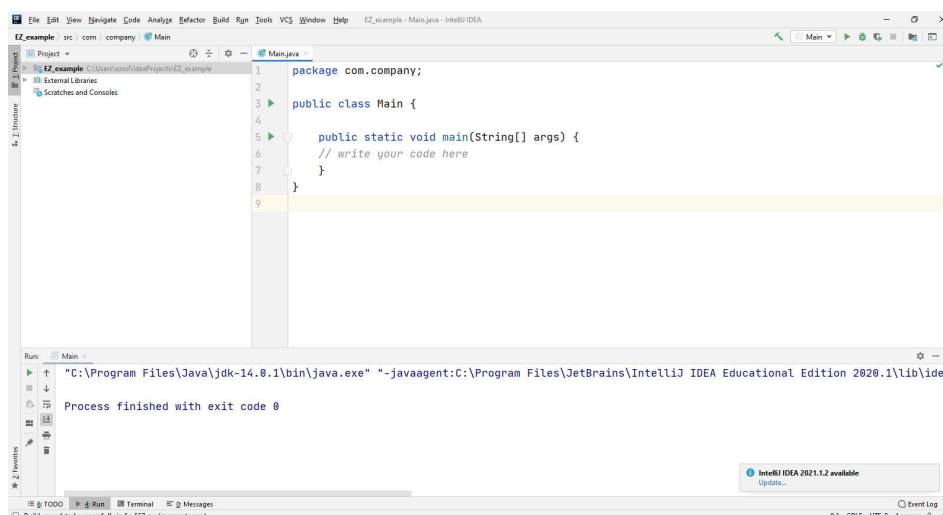 File Edit View Navigate Code Analyze Refactor Build Run Tools VCS Window Help EZ_example - Main.java - IntelliJ IDEA
EZ_example src com company Main
Main
Project
Main.java
1: Project
EZ_example C:\Users\ezesl\IdeaProjects\EZ_example
External Libraries
Scratches and Consoles
Z: Structure
1 package com.company;
2
3 public class Main {
4
5 public static void main(String[] args) {
6 // write your code here
7 }
8 }
9
Run: Main
"C:\Program Files\Java\jdk-14.0.1\bin\java.exe" "-javaagent:C:\Program Files\JetBrains\IntelliJ IDEA Educational Edition 2020.1\lib\ide
Process finished with exit code 0
2: Favorites
IntelliJ IDEA 2021.1.2 available
Update...
6: TODO 4: Run Terminal 0: Messages
Event Log